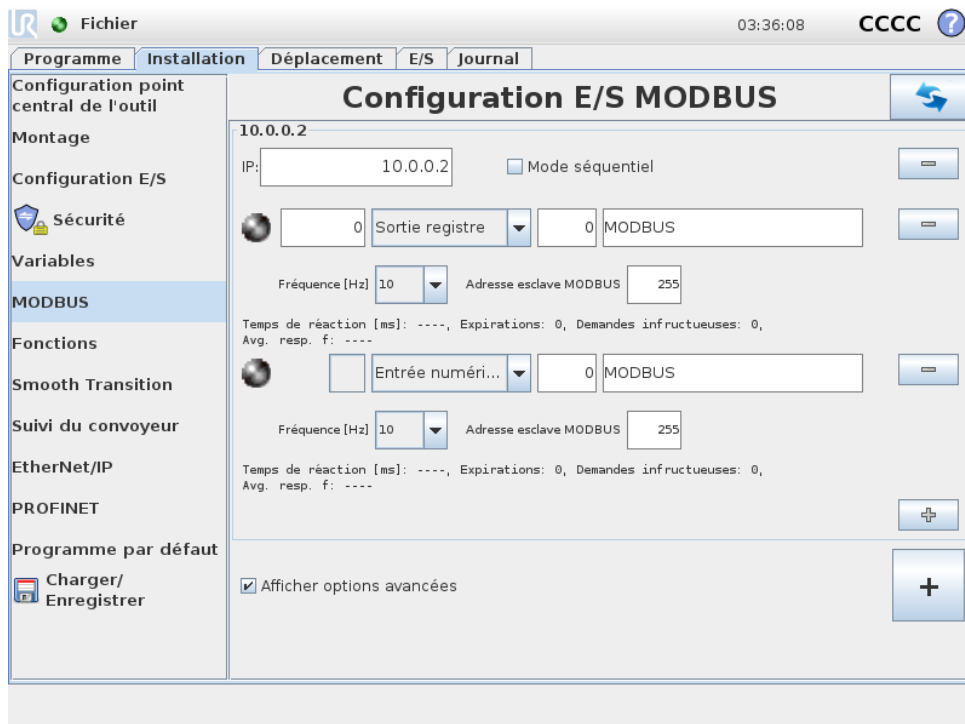 UR Fichier 03:36:08 CCCC ?
Programme Installation Déplacement E/S Journal
Configuration point
central de l'outil
Montage
Configuration E/S
Sécurité
Variables
MODBUS
Fonctions
Smooth Transition
Suivi du convoyeur
EtherNet/IP
PROFINET
Programme par défaut
Charger/
Enregistrer
Configuration E/S MODBUS
10.0.0.2
IP: 10.0.0.2 Mode séquentiel
0 Sortie registre 0 MODBUS
Fréquence [Hz] 10 Adresse esclave MODBUS 255
Temps de réaction [ms]: ----, Expirations: 0, Demandes infructueuses: 0,
Avg. resp. f: ----
Entrée numéri... 0 MODBUS
Fréquence [Hz] 10 Adresse esclave MODBUS 255
Temps de réaction [ms]: ----, Expirations: 0, Demandes infructueuses: 0,
Avg. resp. f: ----
Afficher options avancées